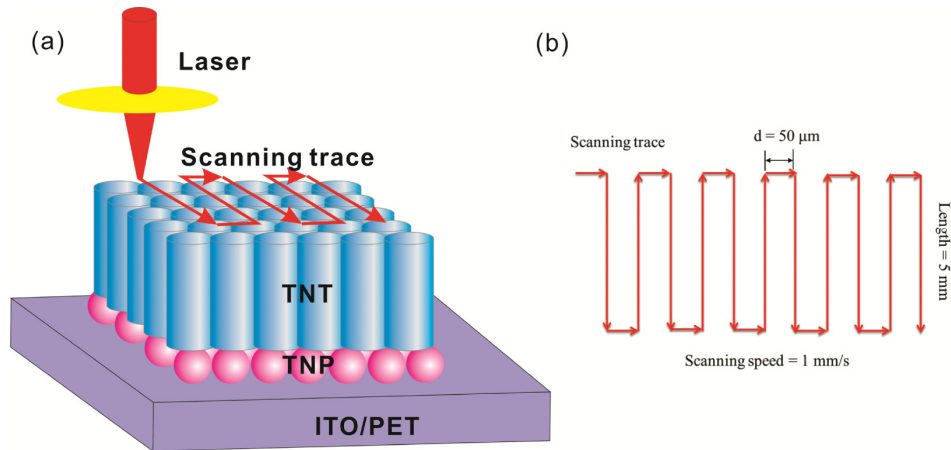 (a)
Laser
Scanning trace
TNT
TNP
ITO/PET
(b)
d = 50 μm
Scanning trace
Length = 5 mm
Scanning speed = 1 mm/s